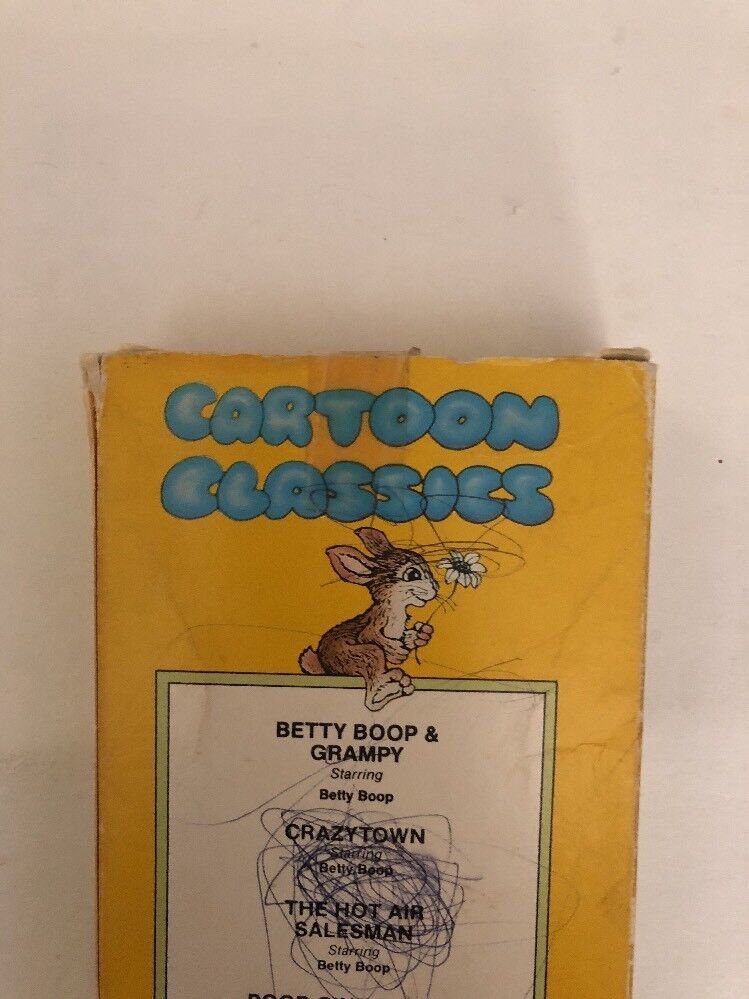 CARTOON
CLASSICS
BETTY BOOP &
GRAMPY
Starring
Betty Boop
CRAZYTOWN
Starring
Betty Boop
THE HOT AIR
SALESMAN
Starring
Betty Boop
POOR